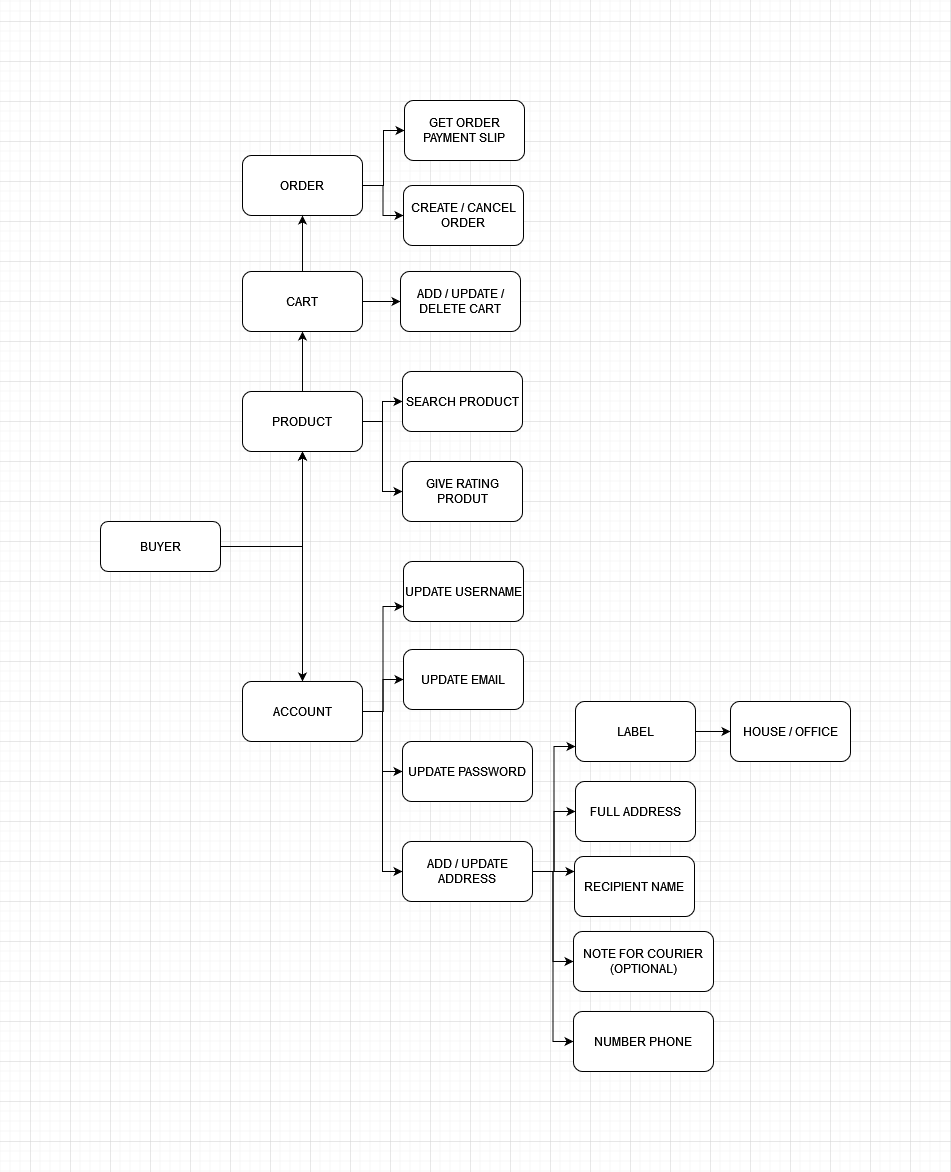 GET ORDER
PAYMENT SLIP
ORDER
CREATE / CANCEL
ORDER
CART
ADD / UPDATE /
DELETE CART
SEARCH PRODUCT
PRODUCT
GIVE RATING
PRODUT
BUYER
UPDATE USERNAME
UPDATE EMAIL
ACCOUNT
LABEL
HOUSE / OFFICE
UPDATE PASSWORD
FULL ADDRESS
ADD / UPDATE
ADDRESS
RECIPIENT NAME
NOTE FOR COURIER
(OPTIONAL)
NUMBER PHONE